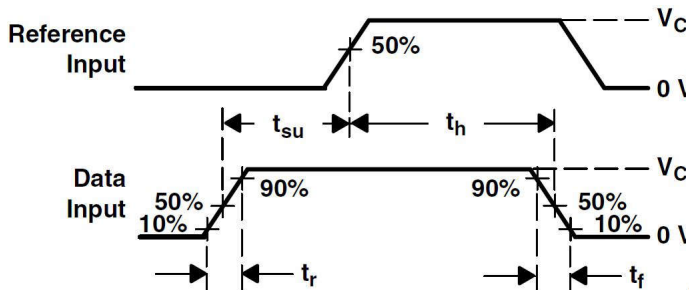 Reference Input
VC
50%
0 V
tsu
th
Data Input
VC
90%
90%
50%
50%
10%
10%
0 V
tr
tf